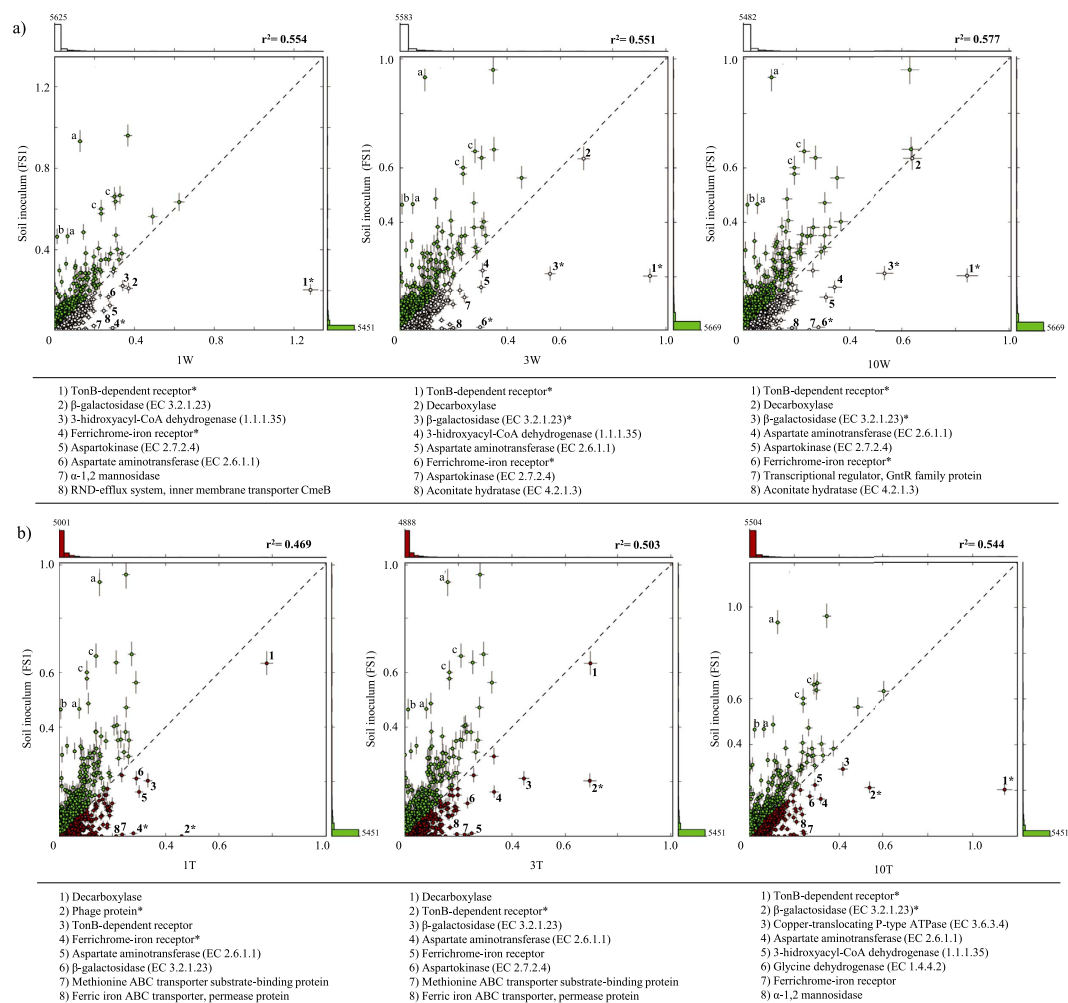 a)
5625
r²= 0.554
5583
r²= 0.551
5482
r²= 0.577
Soil inoculum (FS1)
1.2
0.8
0.4
a
c
c
b a
3
2
6
5
8
7
4*
1*
5451
0
0.4
0.8
1.2
1W
Soil inoculum (FS1)
1.0
0.6
0.4
a
c
c
b a
2
4
3*
5
7
8
6*
1*
5669
0
0.4
0.6
1.0
3W
Soil inoculum (FS1)
1.0
0.6
0.4
a
c
c
b a
2
3*
1*
4
5
8
7
6*
5669
0
0.4
0.6
1.0
10W
1) TonB-dependent receptor*
2) β-galactosidase (EC 3.2.1.23)
3) 3-hidroxyacyl-CoA dehydrogenase (1.1.1.35)
4) Ferrichrome-iron receptor*
5) Aspartokinase (EC 2.7.2.4)
6) Aspartate aminotransferase (EC 2.6.1.1)
7) α-1,2 mannosidase
8) RND-efflux system, inner membrane transporter CmeB
1) TonB-dependent receptor*
2) Decarboxylase
3) β-galactosidase (EC 3.2.1.23)*
4) 3-hidroxyacyl-CoA dehydrogenase (1.1.1.35)
5) Aspartate aminotransferase (EC 2.6.1.1)
6) Ferrichrome-iron receptor*
7) Aspartokinase (EC 2.7.2.4)
8) Aconitate hydratase (EC 4.2.1.3)
1) TonB-dependent receptor*
2) Decarboxylase
3) β-galactosidase (EC 3.2.1.23)*
4) Aspartate aminotransferase (EC 2.6.1.1)
5) Aspartokinase (EC 2.7.2.4)
6) Ferrichrome-iron receptor*
7) Transcriptional regulator, GntR family protein
8) Aconitate hydratase (EC 4.2.1.3)
b)
5001
r²= 0.469
4888
r²= 0.503
5504
r²= 0.544
Soil inoculum (FS1)
1.0
0.6
0.4
a
c
c
b a
1
6
3
5
8
7
4*
2*
5451
0
0.2
0.4
0.6
1.0
1T
Soil inoculum (FS1)
1.0
0.6
0.4
a
c
c
b a
1
3
2*
4
6
8
7
5
5451
0
0.2
0.4
0.6
1.0
3T
Soil inoculum (FS1)
1.0
0.8
0.4
a
c
c
b a
3
5
2*
1*
6
4
8
7
5451
0
0.4
0.6
1.0
10T
1) Decarboxylase
2) Phage protein*
3) TonB-dependent receptor
4) Ferrichrome-iron receptor*
5) Aspartate aminotransferase (EC 2.6.1.1)
6) β-galactosidase (EC 3.2.1.23)
7) Methionine ABC transporter substrate-binding protein
8) Ferric iron ABC transporter, permease protein
1) Decarboxylase
2) TonB-dependent receptor*
3) β-galactosidase (EC 3.2.1.23)
4) Aspartate aminotransferase (EC 2.6.1.1)
5) Ferrichrome-iron receptor
6) Aspartokinase (EC 2.7.2.4)
7) Methionine ABC transporter substrate-binding protein
8) Ferric iron ABC transporter, permease protein
1) TonB-dependent receptor*
2) β-galactosidase (EC 3.2.1.23)*
3) Copper-translocating P-type ATPase (EC 3.6.3.4)
4) Aspartate aminotransferase (EC 2.6.1.1)
5) 3-hidroxyacyl-CoA dehydrogenase (1.1.1.35)
6) Glycine dehydrogenase (EC 1.4.4.2)
7) Ferrichrome-iron receptor
8) α-1,2 mannosidase